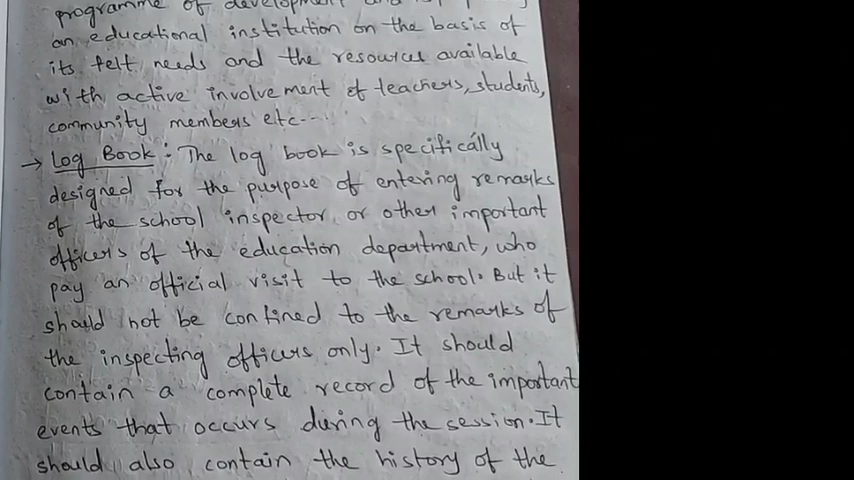 programme of development and
an educational institution on the basis of
its felt needs and the resources available
with active involvement of teachers, students,
community members etc---
→ Log Book : The log book is specifically
designed for the purpose of entering remarks
of the school inspector, or other important
officers of the education department, who
pay an official visit to the school. But it
should not be confined to the remarks of
the inspecting officers only. It should
contain a complete record of the important
events that occurs during the session. It
should also contain the history of the